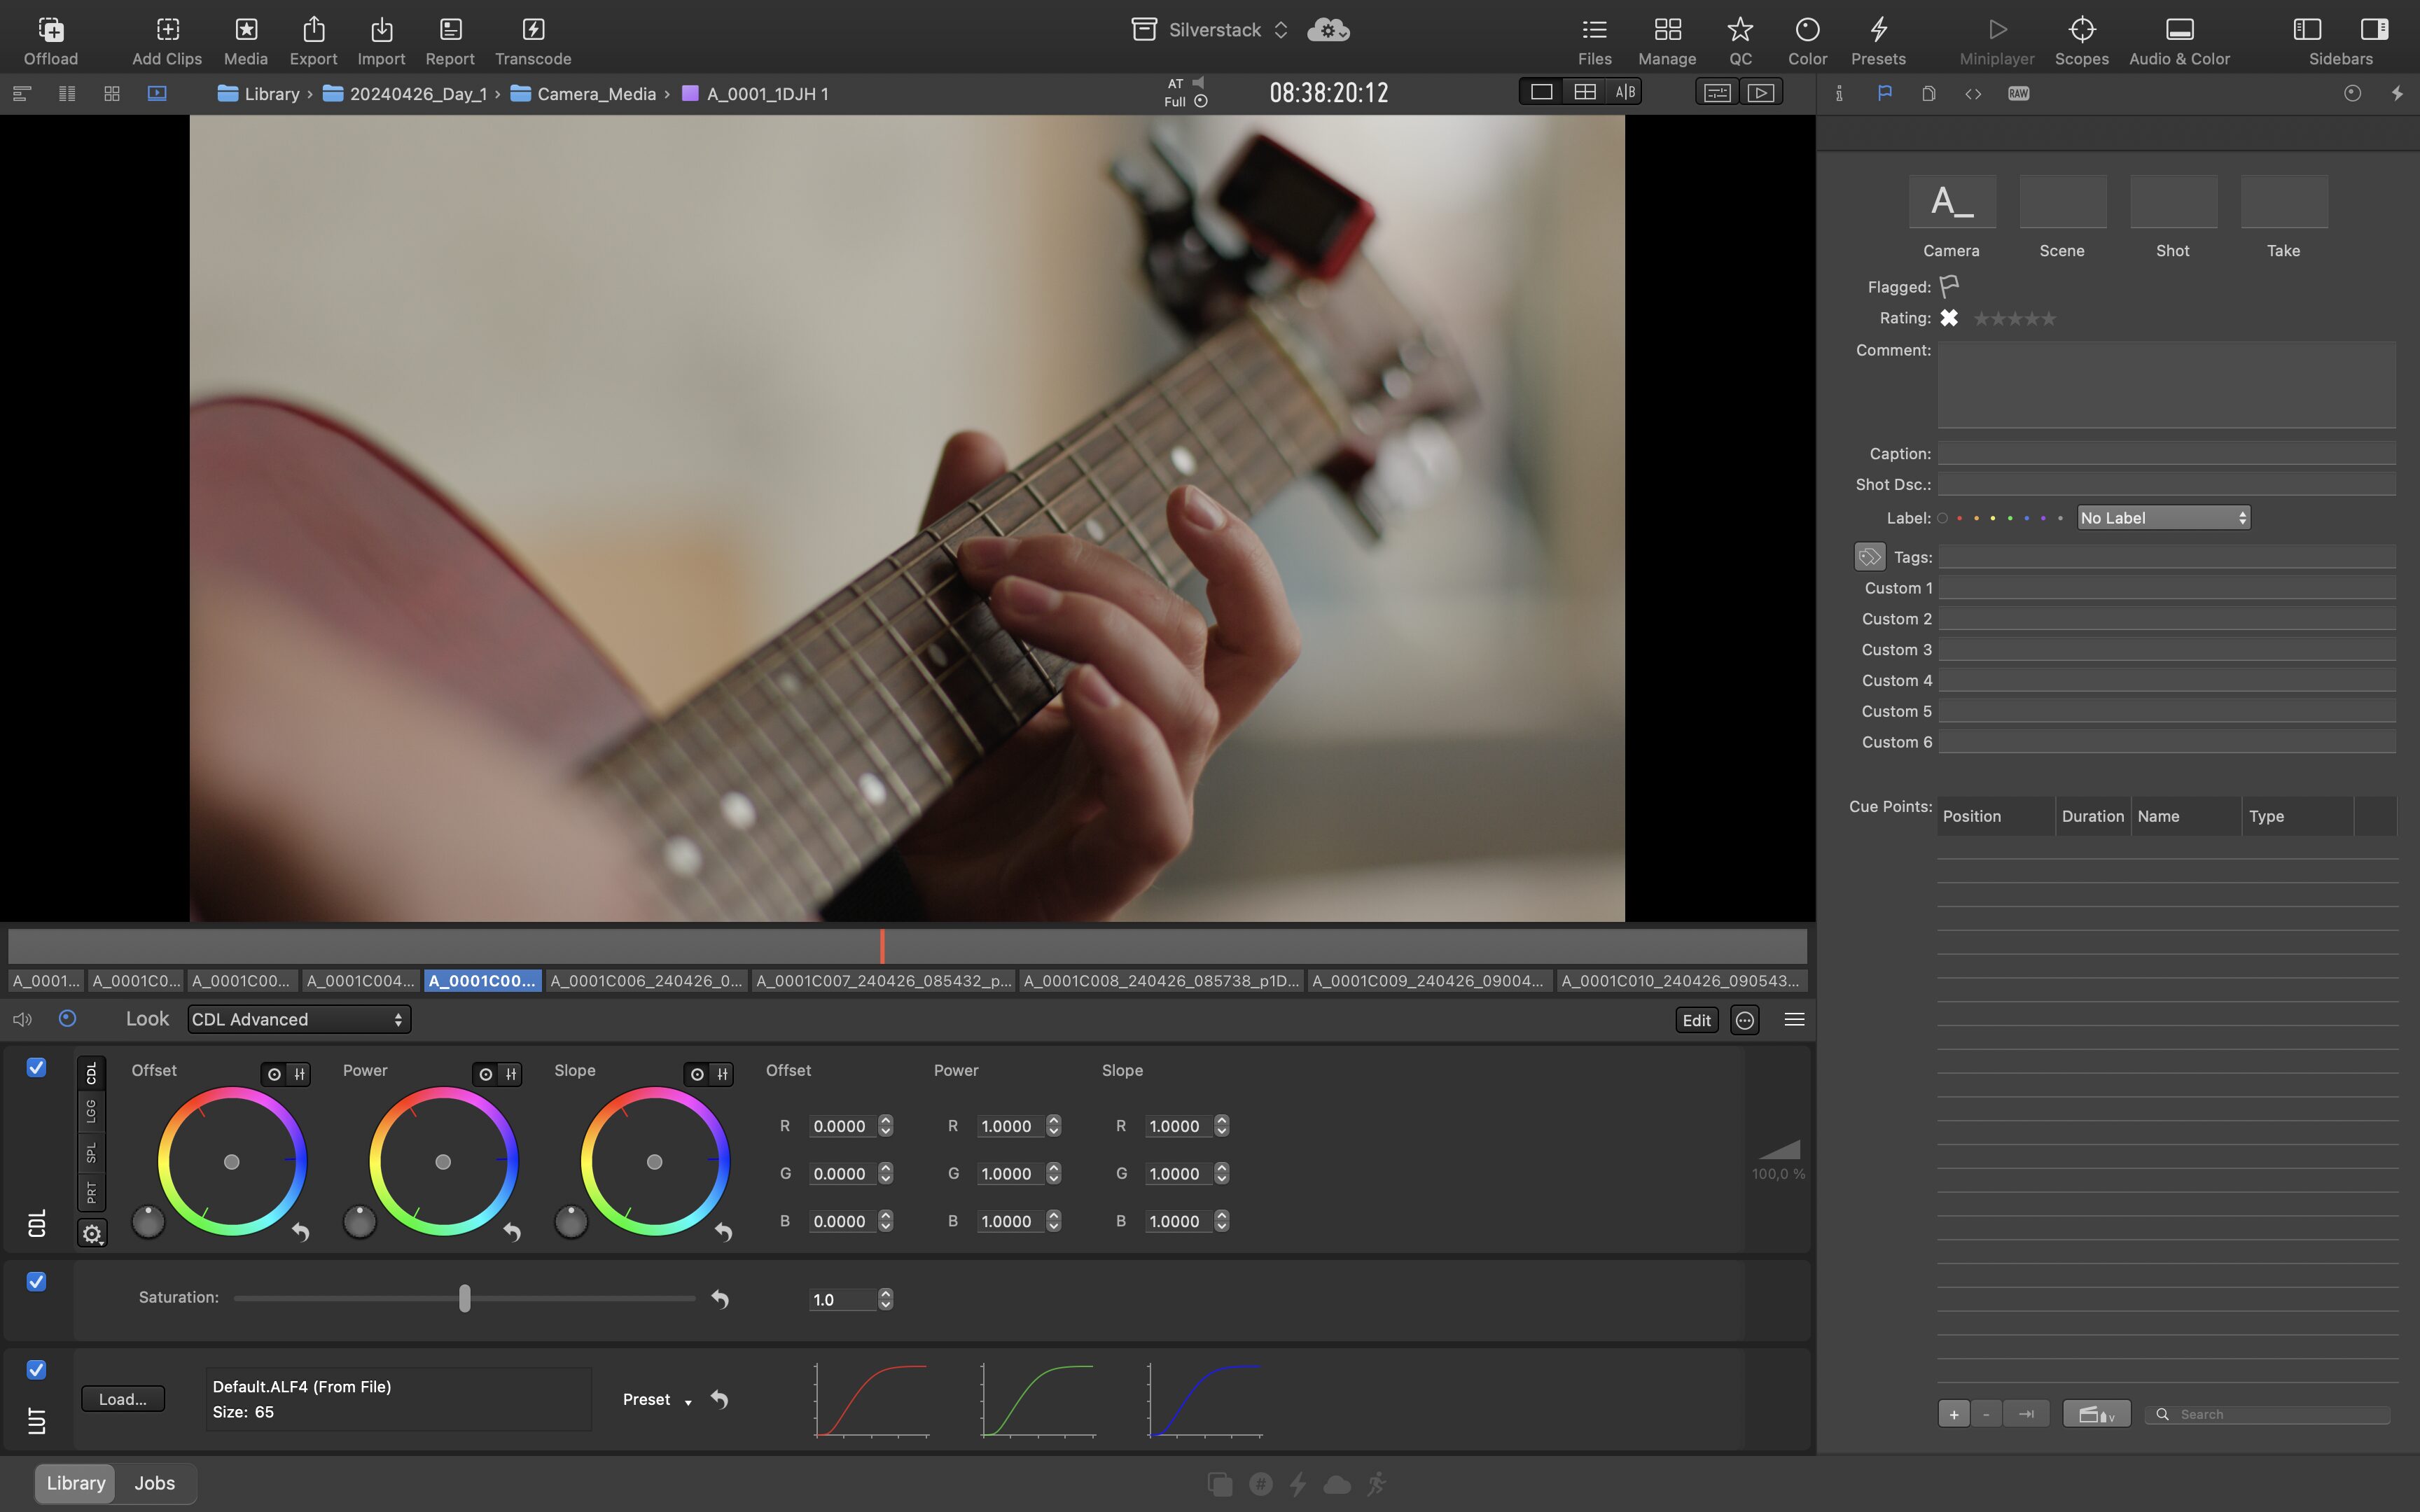 Offload
Add Clips
Media
Export
Import
Report
Transcode
Silverstack
Files
Manage
QC
Color
Presets
Miniplayer
Scopes
Audio & Color
Sidebars
Library › 20240426_Day_1 › Camera_Media › A_0001_1DJH 1
AT
Full
08:38:20:12
A|B
RAW
A_
Camera
Scene
Shot
Take
Flagged:
Rating:
Comment:
Caption:
Shot Dsc.:
Label:
No Label
Tags:
Custom 1
Custom 2
Custom 3
Custom 4
Custom 5
Custom 6
Cue Points:
Position
Duration
Name
Type
A_0001...
A_0001C0...
A_0001C00...
A_0001C004...
A_0001C00...
A_0001C006_240426_0...
A_0001C007_240426_085432_p...
A_0001C008_240426_085738_p1D...
A_0001C009_240426_09004...
A_0001C010_240426_090543...
Look
CDL Advanced
Edit
CDL
CDL
LGG
SPL
PRT
Offset
Power
Slope
Offset
Power
Slope
R 0.0000
R 1.0000
R 1.0000
G 0.0000
G 1.0000
G 1.0000
B 0.0000
B 1.0000
B 1.0000
100,0 %
Saturation:
1.0
LUT
Load...
Default.ALF4 (From File)
Size: 65
Preset
+
-
Search
Library
Jobs
#